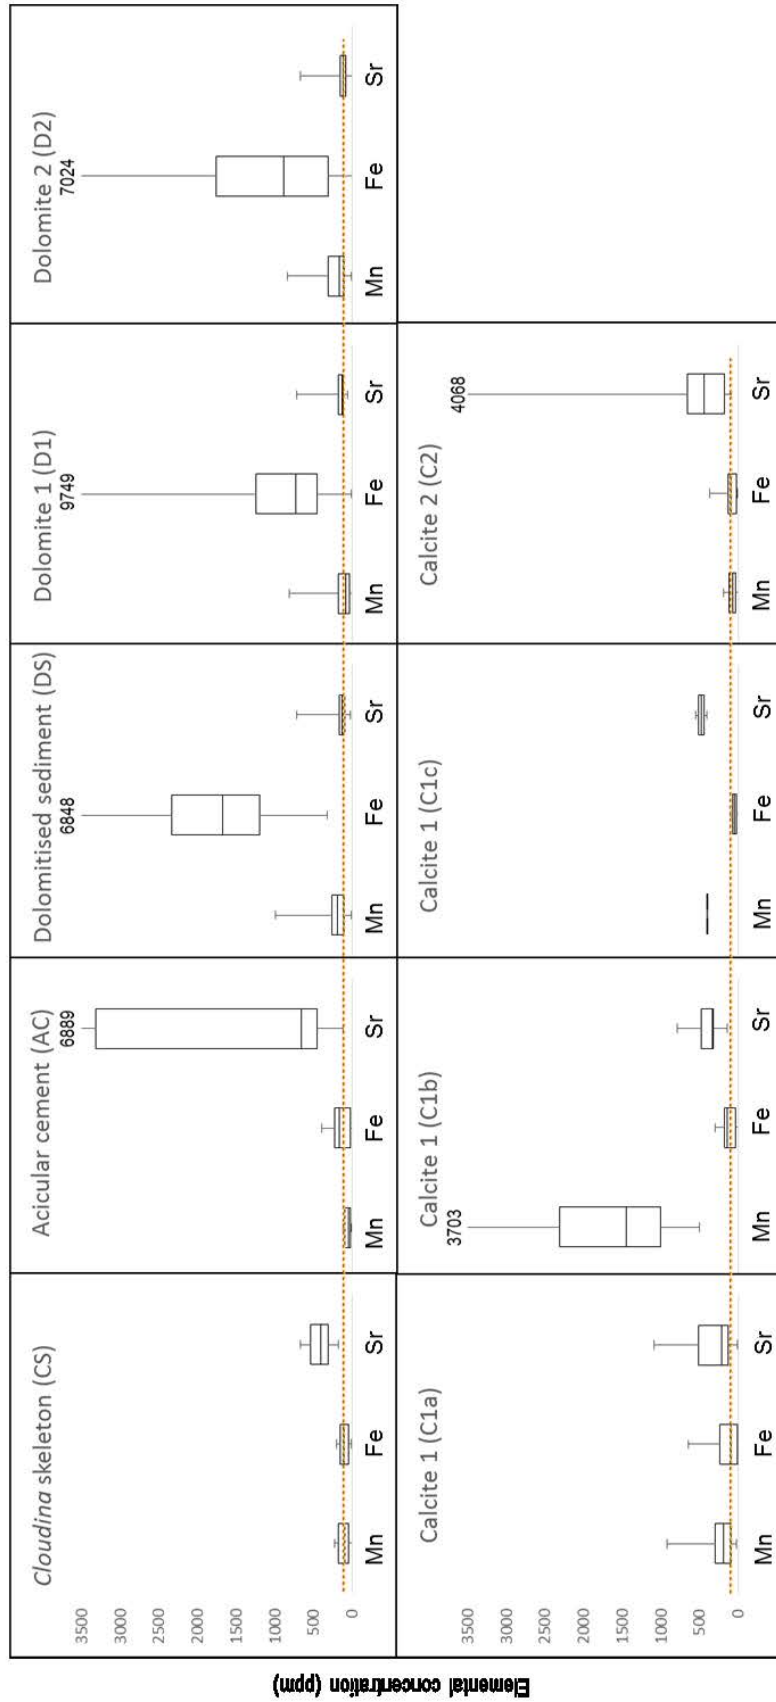 Elemental concentration (ppm)
3500
3000
2500
2000
1500
1000
500
0
Cloudina skeleton (CS)
Mn Fe Sr
Acicular cement (AC)
6889
Mn Fe Sr
Dolomitised sediment (DS)
6848
Mn Fe Sr
Dolomite 1 (D1)
9749
Mn Fe Sr
Dolomite 2 (D2)
7024
Mn Fe Sr
3500
3000
2500
2000
1500
1000
500
0
Calcite 1 (C1a)
Mn Fe Sr
Calcite 1 (C1b)
3703
Mn Fe Sr
Calcite 1 (C1c)
Mn Fe Sr
Calcite 2 (C2)
4068
Mn Fe Sr